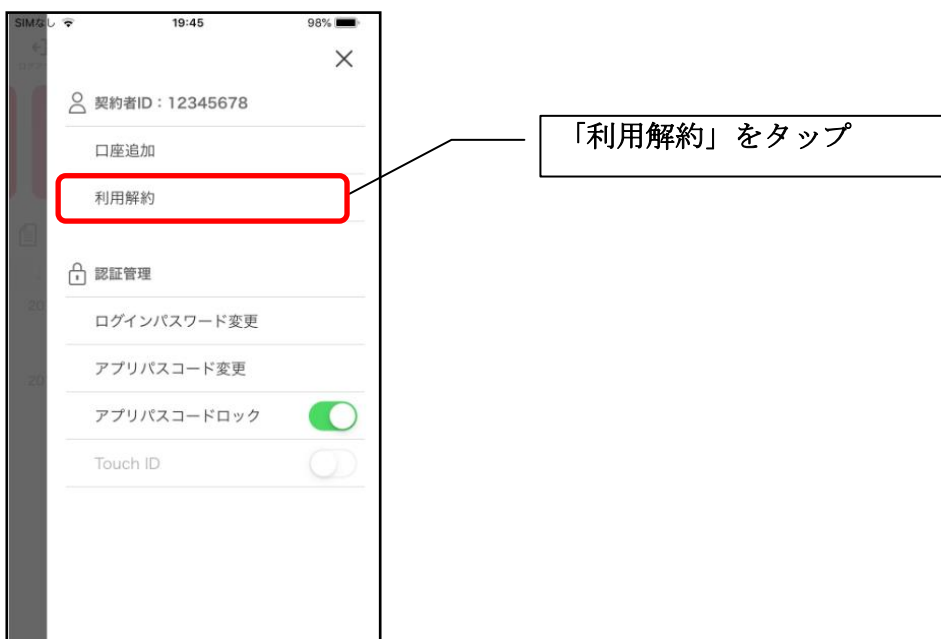 SIMなし 19:45 98%
契約者ID：12345678
口座追加
利用解約
「利用解約」をタップ
認証管理
ログインパスワード変更
アプリパスコード変更
アプリパスコードロック
Touch ID